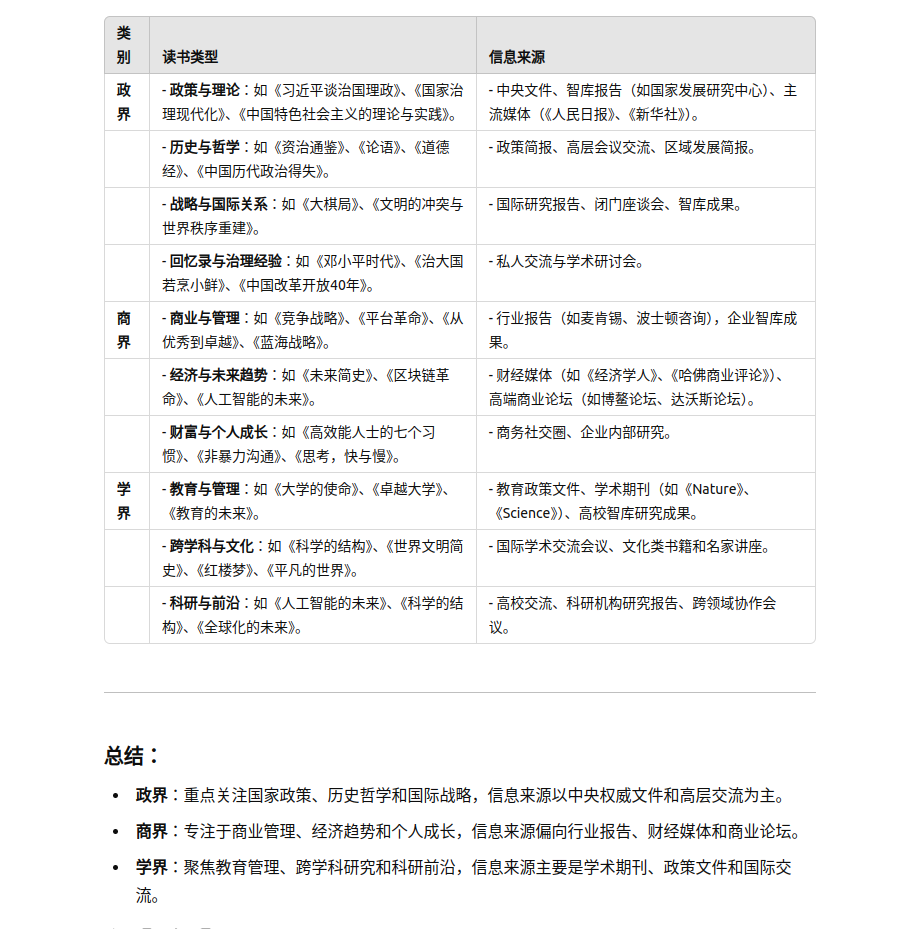 类别 读书类型 信息来源
政界 - 政策与理论：如《习近平谈治国理政》、《国家治 - 中央文件、智库报告（如国家发展研究中心）、主
理现代化》、《中国特色社会主义的理论与实践》。 流媒体（《人民日报》、《新华社》）。
- 历史与哲学：如《资治通鉴》、《论语》、《道德 - 政策简报、高层会议交流、区域发展简报。
经》、《中国历代政治得失》。
- 战略与国际关系：如《大棋局》、《文明的冲突与 - 国际研究报告、闭门座谈会、智库成果。
世界秩序重建》。
- 回忆录与治理经验：如《邓小平时代》、《治大国 - 私人交流与学术研讨会。
若烹小鲜》、《中国改革开放40年》。
商界 - 商业与管理：如《竞争战略》、《平台革命》、《从 - 行业报告（如麦肯锡、波士顿咨询），企业智库成
优秀到卓越》、《蓝海战略》。 果。
- 经济与未来趋势：如《未来简史》、《区块链革 - 财经媒体（如《经济学人》、《哈佛商业评论》）、
命》、《人工智能的未来》。 高端商业论坛（如博鳌论坛、达沃斯论坛）。
- 财富与个人成长：如《高效能人士的七个习 - 商务社交圈、企业内部研究。
惯》、《非暴力沟通》、《思考，快与慢》。
学界 - 教育与管理：如《大学的使命》、《卓越大学》、 - 教育政策文件、学术期刊（如《Nature》、
《教育的未来》。 《Science》）、高校智库研究成果。
- 跨学科与文化：如《科学的结构》、《世界文明简 - 国际学术交流会议、文化类书籍和名家讲座。
史》、《红楼梦》、《平凡的世界》。
- 科研与前沿：如《人工智能的未来》、《科学的结 - 高校交流、科研机构研究报告、跨领域协作会
构》、《全球化的未来》。 议。
总结：
• 政界：重点关注国家政策、历史哲学和国际战略，信息来源以中央权威文件和高层交流为主。
• 商界：专注于商业管理、经济趋势和个人成长，信息来源偏向行业报告、财经媒体和商业论坛。
• 学界：聚焦教育管理、跨学科研究和科研前沿，信息来源主要是学术期刊、政策文件和国际交
流。